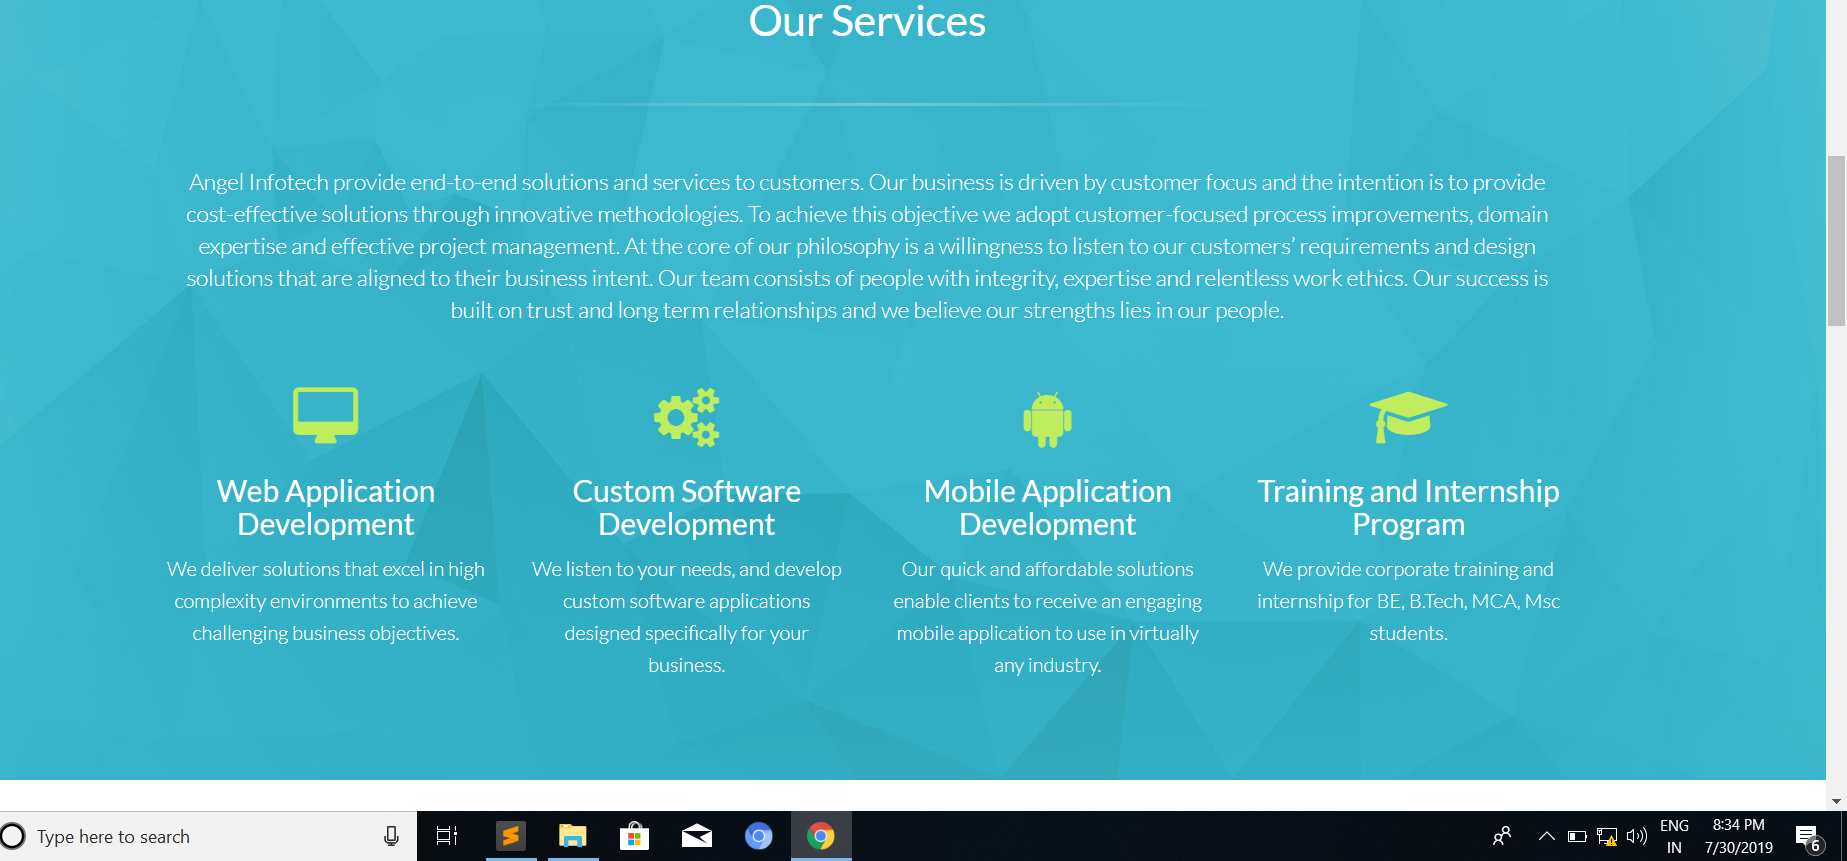 Our Services
Angel Infotech provide end-to-end solutions and services to customers. Our business is driven by customer focus and the intention is to provide
cost-effective solutions through innovative methodologies. To achieve this objective we adopt customer-focused process improvements, domain
expertise and effective project management. At the core of our philosophy is a willingness to listen to our customers’ requirements and design
solutions that are aligned to their business intent. Our team consists of people with integrity, expertise and relentless work ethics. Our success is
built on trust and long term relationships and we believe our strengths lies in our people.
Web Application
Development
We deliver solutions that excel in high
complexity environments to achieve
challenging business objectives.
Custom Software
Development
We listen to your needs, and develop
custom software applications
designed specifically for your
business.
Mobile Application
Development
Our quick and affordable solutions
enable clients to receive an engaging
mobile application to use in virtually
any industry.
Training and Internship
Program
We provide corporate training and
internship for BE, B.Tech, MCA, Msc
students.
Type here to search
ENG
IN
8:34 PM
7/30/2019
6